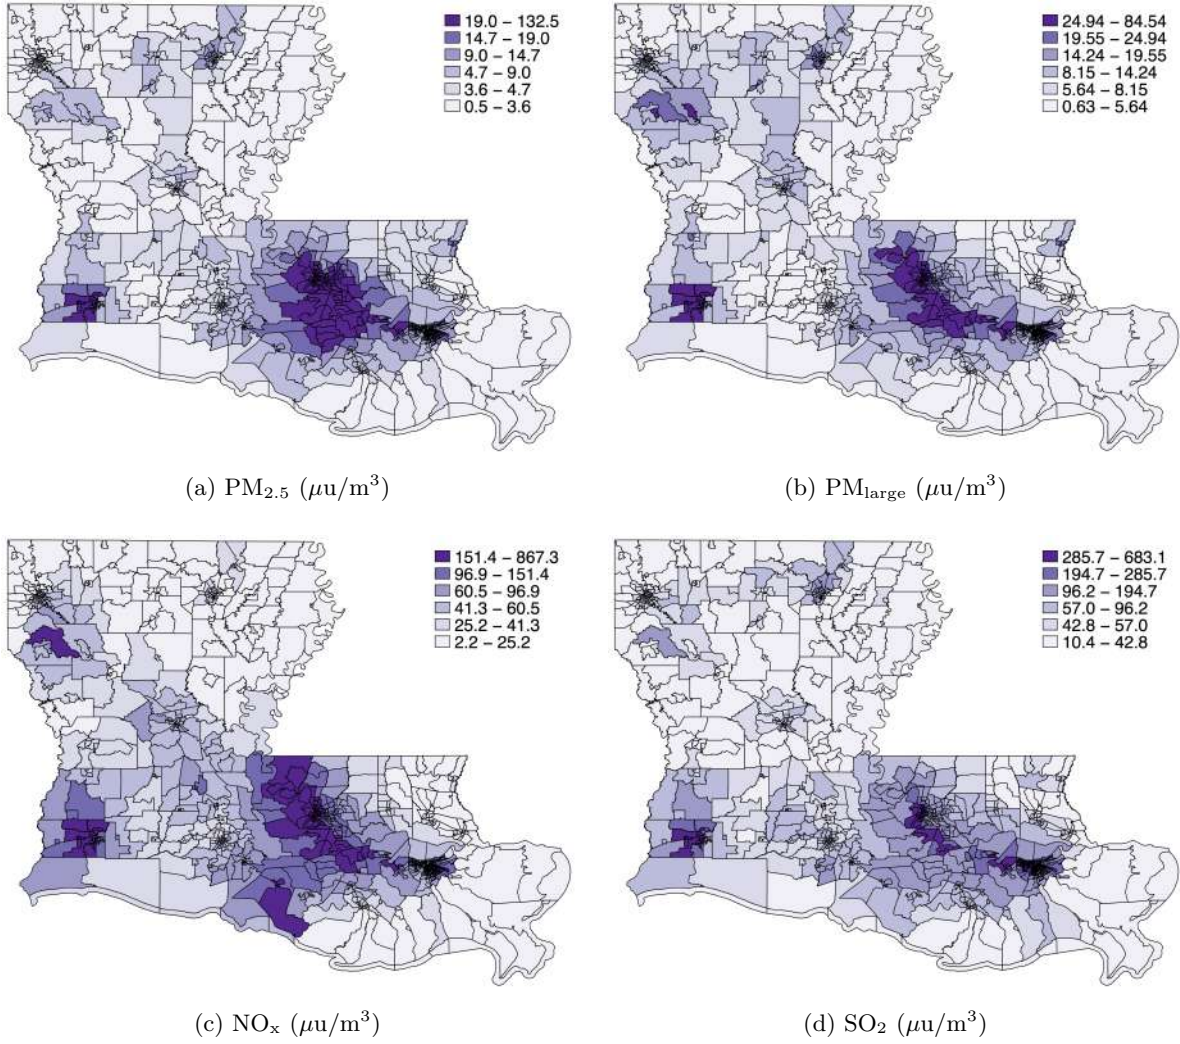 19.0 – 132.5
14.7 – 19.0
9.0 – 14.7
4.7 – 9.0
3.6 – 4.7
0.5 – 3.6
24.94 – 84.54
19.55 – 24.94
14.24 – 19.55
8.15 – 14.24
5.64 – 8.15
0.63 – 5.64
(a) PM2.5 (μu/m³)
(b) PMlarge (μu/m³)
151.4 – 867.3
96.9 – 151.4
60.5 – 96.9
41.3 – 60.5
25.2 – 41.3
2.2 – 25.2
285.7 – 683.1
194.7 – 285.7
96.2 – 194.7
57.0 – 96.2
42.8 – 57.0
10.4 – 42.8
(c) NOx (μu/m³)
(d) SO2 (μu/m³)